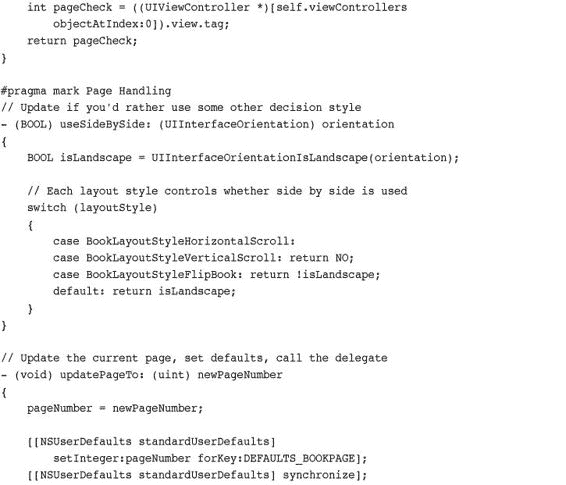 int pageCheck = ((UIViewController *)[self.viewControllers
        objectAtIndex:0]).view.tag;
    return pageCheck;
}

#pragma mark Page Handling
// Update if you'd rather use some other decision style
- (BOOL) useSideBySide: (UIInterfaceOrientation) orientation
{
    BOOL isLandscape = UIInterfaceOrientationIsLandscape(orientation);

    // Each layout style controls whether side by side is used
    switch (layoutStyle)
    {
        case BookLayoutStyleHorizontalScroll:
        case BookLayoutStyleVerticalScroll: return NO;
        case BookLayoutStyleFlipBook: return !isLandscape;
        default: return isLandscape;
    }
}

// Update the current page, set defaults, call the delegate
- (void) updatePageTo: (uint) newPageNumber
{
    pageNumber = newPageNumber;

    [[NSUserDefaults standardUserDefaults]
        setInteger:pageNumber forKey:DEFAULTS_BOOKPAGE];
    [[NSUserDefaults standardUserDefaults] synchronize];